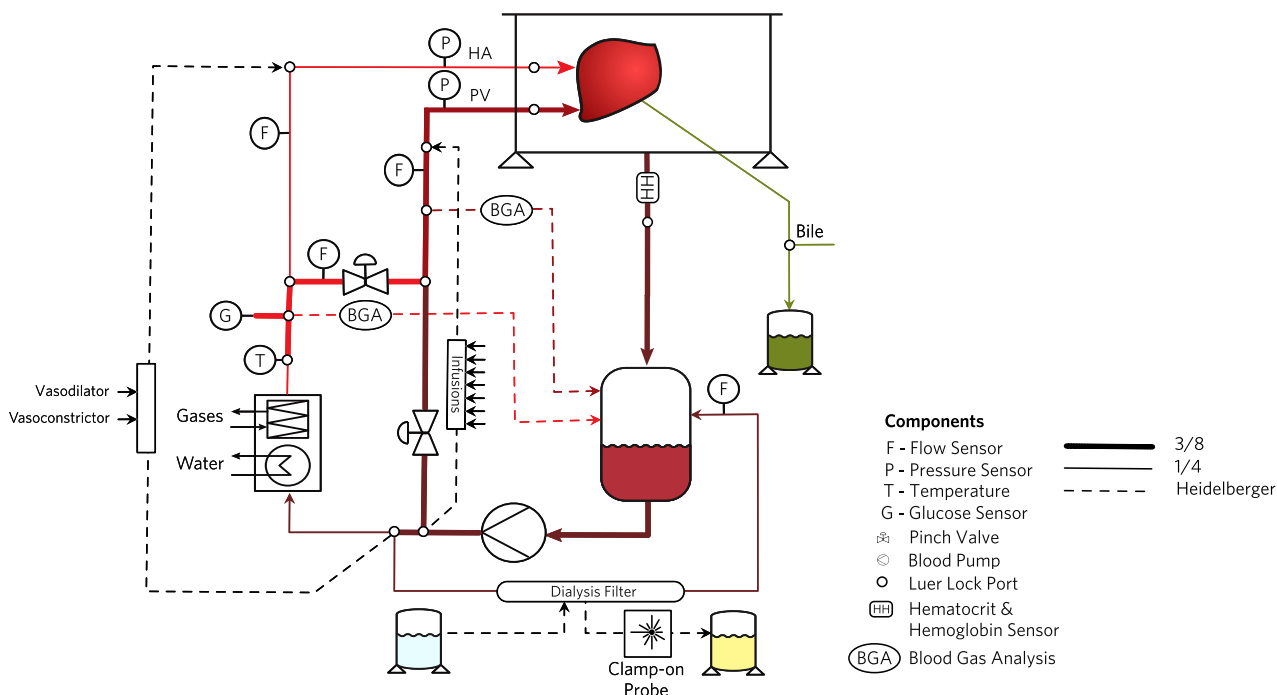 P
HA
P
PV
F
F
HH
BGA
Bile
F
G
BGA
T
Infusions
Vasodilator
Vasoconstrictor
Gases
Water
F
Dialysis Filter
Clamp-on
Probe
Components
F - Flow Sensor
P - Pressure Sensor
T - Temperature
G - Glucose Sensor
Pinch Valve
Blood Pump
Luer Lock Port
HH Hematocrit &
Hemoglobin Sensor
BGA Blood Gas Analysis
3/8
1/4
Heidelberger